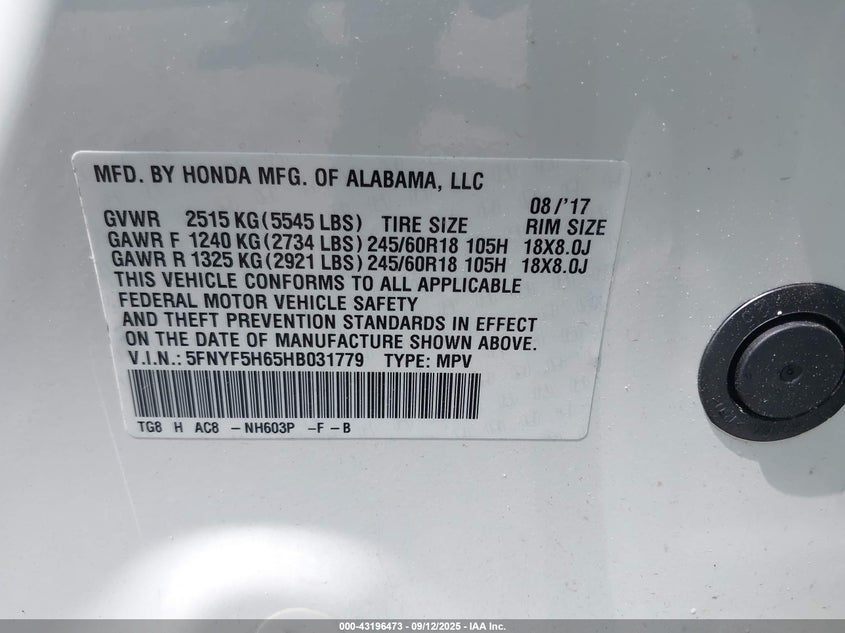 MFD. BY HONDA MFG. OF ALABAMA, LLC
08/'17
GVWR 2515 KG (5545 LBS) TIRE SIZE RIM SIZE
GAWR F 1240 KG (2734 LBS) 245/60R18 105H 18X8.0J
GAWR R 1325 KG (2921 LBS) 245/60R18 105H 18X8.0J
THIS VEHICLE CONFORMS TO ALL APPLICABLE
FEDERAL MOTOR VEHICLE SAFETY
AND THEFT PREVENTION STANDARDS IN EFFECT
ON THE DATE OF MANUFACTURE SHOWN ABOVE.
V.I.N.: 5FNYF5H65HB031779 TYPE: MPV
TG8 H AC8 -NH603P -F -B
000-43196473 - 09/12/2025 - IAA Inc.